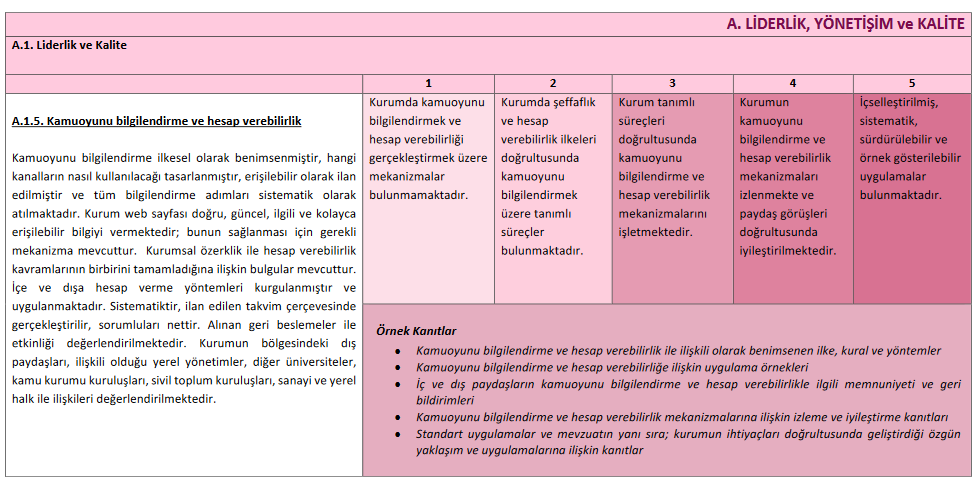 A. LİDERLİK, YÖNETİŞİM ve KALİTE
A.1. Liderlik ve Kalite
1 2 3 4 5
A.1.5. Kamuoyunu bilgilendirme ve hesap verebilirlik
Kamuoyunu bilgilendirme ilkesel olarak benimsenmiştir, hangi
kanalların nasıl kullanılacağı tasarlanmıştır, erişilebilir olarak ilan
edilmiştir ve tüm bilgilendirme adımları sistematik olarak
atılmaktadır. Kurum web sayfası doğru, güncel, ilgili ve kolayca
erişilebilir bilgiyi vermektedir; bunun sağlanması için gerekli
mekanizma mevcuttur. Kurumsal özerklik ile hesap verebilirlik
kavramlarının birbirini tamamladığına ilişkin bulgular mevcuttur.
İçe ve dışa hesap verme yöntemleri kurgulanmıştır ve
uygulanmaktadır. Sistematiktir, ilan edilen takvim çerçevesinde
gerçekleştirilir, sorumluları nettir. Alınan geri beslemeler ile
etkinliği değerlendirilmektedir. Kurumun bölgesindeki dış
paydaşları, ilişkili olduğu yerel yönetimler, diğer üniversiteler,
kamu kurumu kuruluşları, sivil toplum kuruluşları, sanayi ve yerel
halk ile ilişkileri değerlendirilmektedir.
Kurumda kamuoyunu
bilgilendirmek ve
hesap verebilirliği
gerçekleştirmek üzere
mekanizmalar
bulunmamaktadır.
Kurumda şeffaflık
ve hesap
verebilirlik ilkeleri
doğrultusunda
kamuoyunu
bilgilendirmek
üzere tanımlı
süreçler
bulunmaktadır.
Kurum tanımlı
süreçleri
doğrultusunda
kamuoyunu
bilgilendirme ve
hesap verebilirlik
mekanizmalarını
işletmektedir.
Kurumun
kamuoyunu
bilgilendirme ve
hesap verebilirlik
mekanizmaları
izlenmekte ve
paydaş görüşleri
doğrultusunda
iyileştirilmektedir.
İçselleştirilmiş,
sistematik,
sürdürülebilir ve
örnek gösterilebilir
uygulamalar
bulunmaktadır.
Örnek Kanıtlar
• Kamuoyunu bilgilendirme ve hesap verebilirlik ile ilişkili olarak benimsenen ilke, kural ve yöntemler
• Kamuoyunu bilgilendirme ve hesap verebilirliğe ilişkin uygulama örnekleri
• İç ve dış paydaşların kamuoyunu bilgilendirme ve hesap verebilirlikle ilgili memnuniyeti ve geri
bildirimleri
• Kamuoyunu bilgilendirme ve hesap verebilirlik mekanizmalarına ilişkin izleme ve iyileştirme kanıtları
• Standart uygulamalar ve mevzuatın yanı sıra; kurumun ihtiyaçları doğrultusunda geliştirdiği özgün
yaklaşım ve uygulamalarına ilişkin kanıtlar